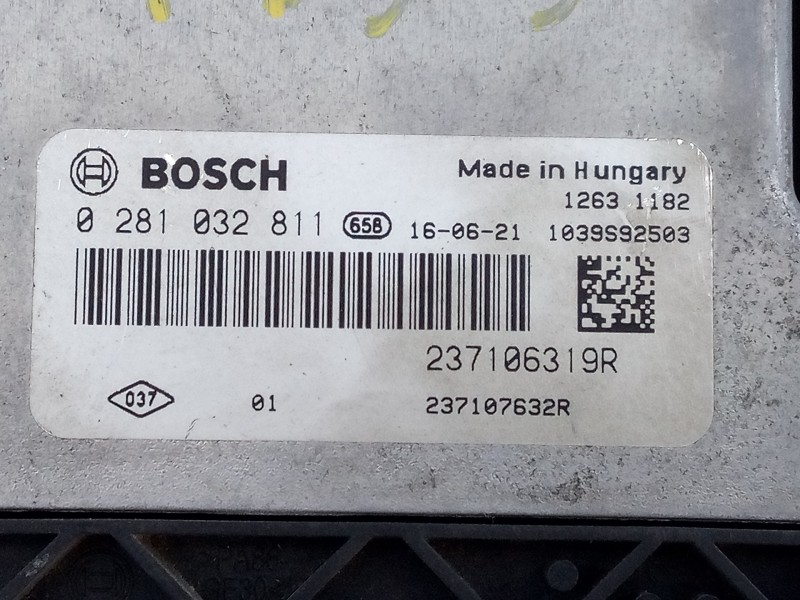 BOSCH
Made in Hungary
1263 1182
0 281 032 811 658 16-06-21 1039S92503
237106319R
037 01 237107632R